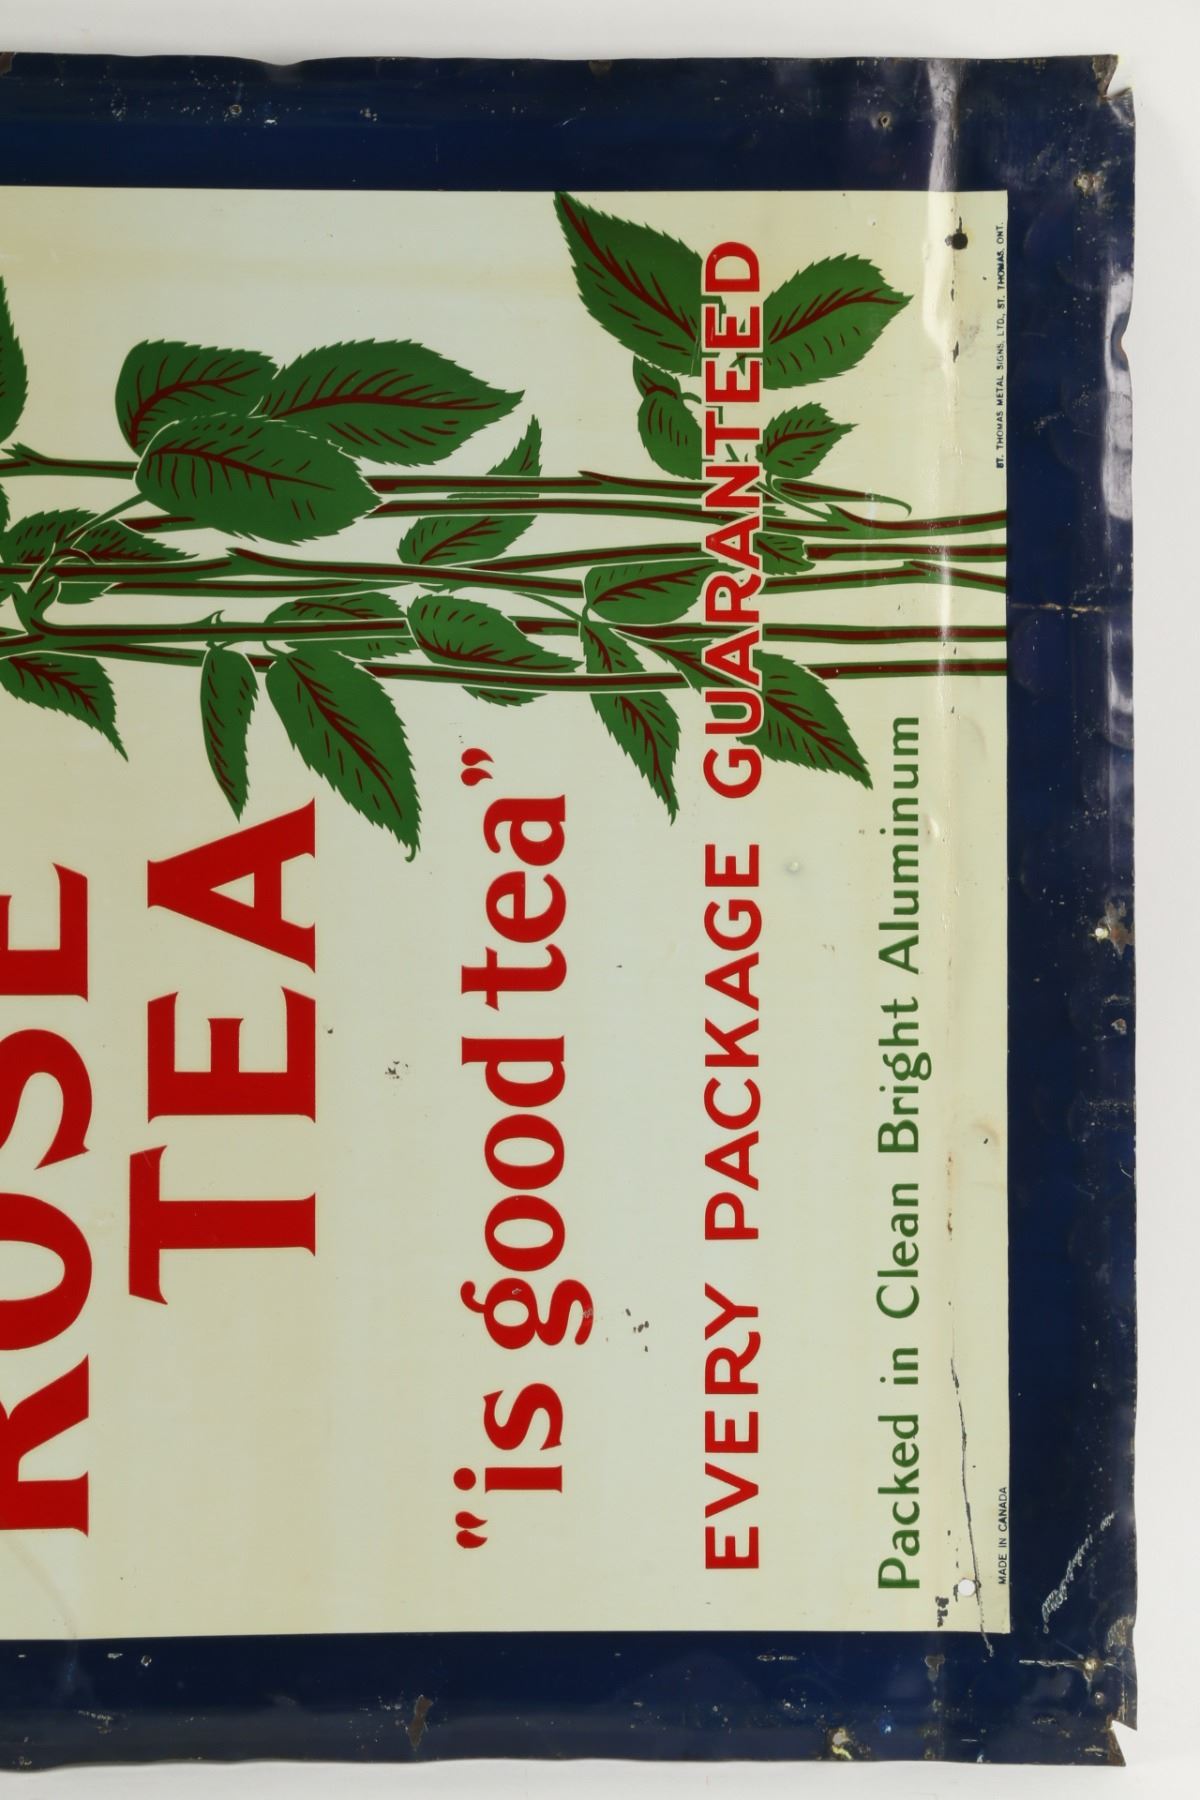 ROSE
TEA
"is good tea"
EVERY PACKAGE GUARANTEED
Packed in Clean Bright Aluminum
MADE IN CANADA
ST. THOMAS METAL SIGNS, LTD., ST. THOMAS, ONT.